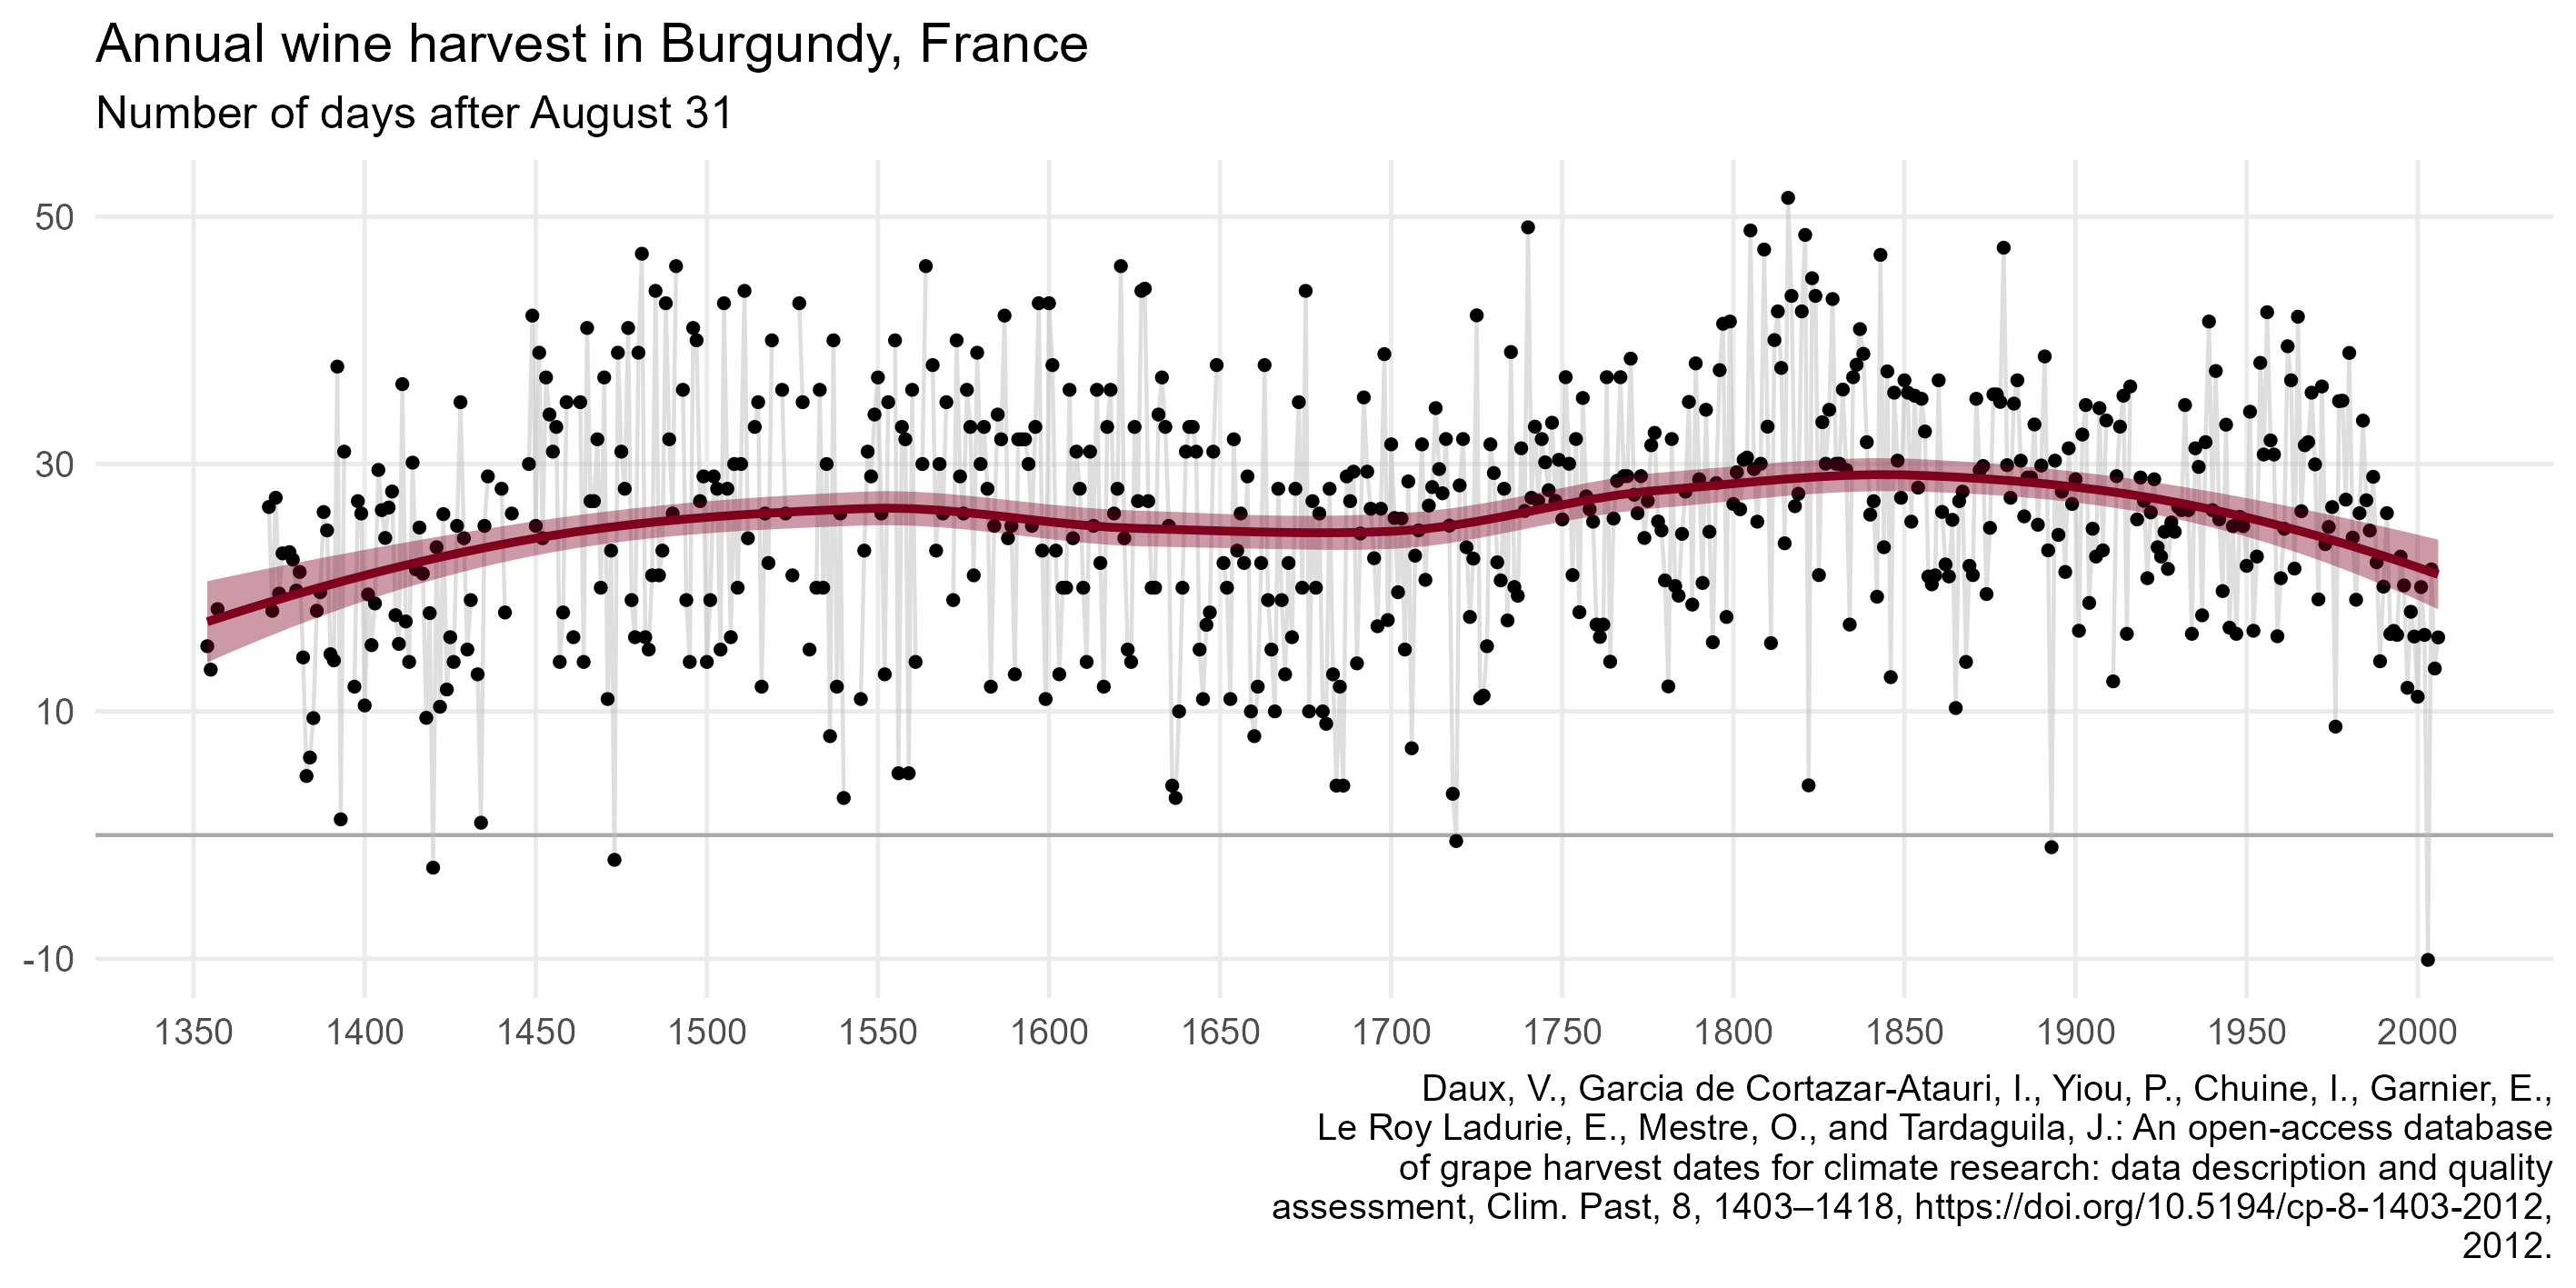 Annual wine harvest in Burgundy, France
Number of days after August 31
50
30
10
-10
1350 1400 1450 1500 1550 1600 1650 1700 1750 1800 1850 1900 1950 2000
Daux, V., Garcia de Cortazar-Atauri, I., Yiou, P., Chuine, I., Garnier, E.,
Le Roy Ladurie, E., Mestre, O., and Tardaguila, J.: An open-access database
of grape harvest dates for climate research: data description and quality
assessment, Clim. Past, 8, 1403–1418, https://doi.org/10.5194/cp-8-1403-2012,
2012.